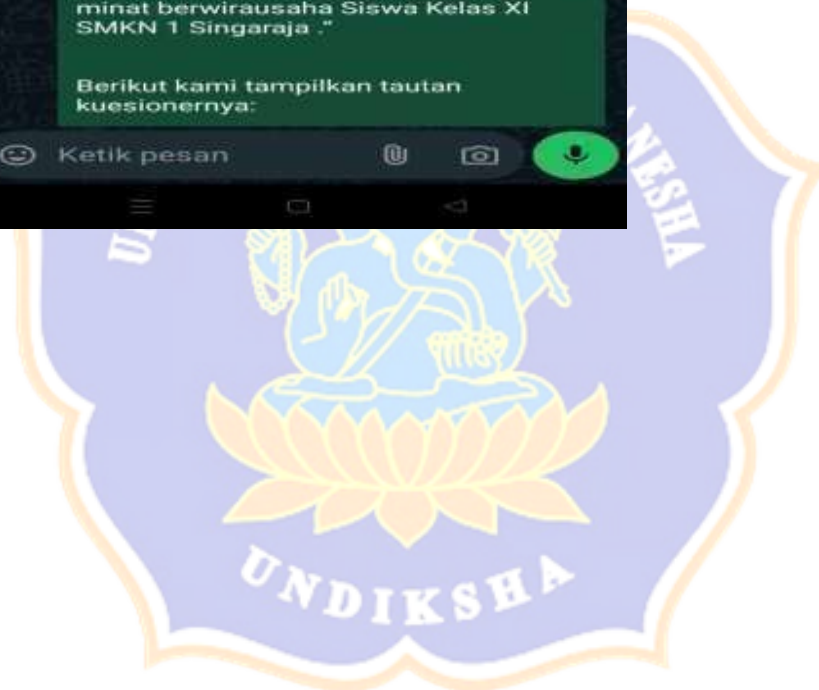 minat berwirausaha Siswa Kelas XI
SMKN 1 Singaraja ."
Berikut kami tampilkan tautan
kuesionernya:
Ketik pesan
UNDIKSHA